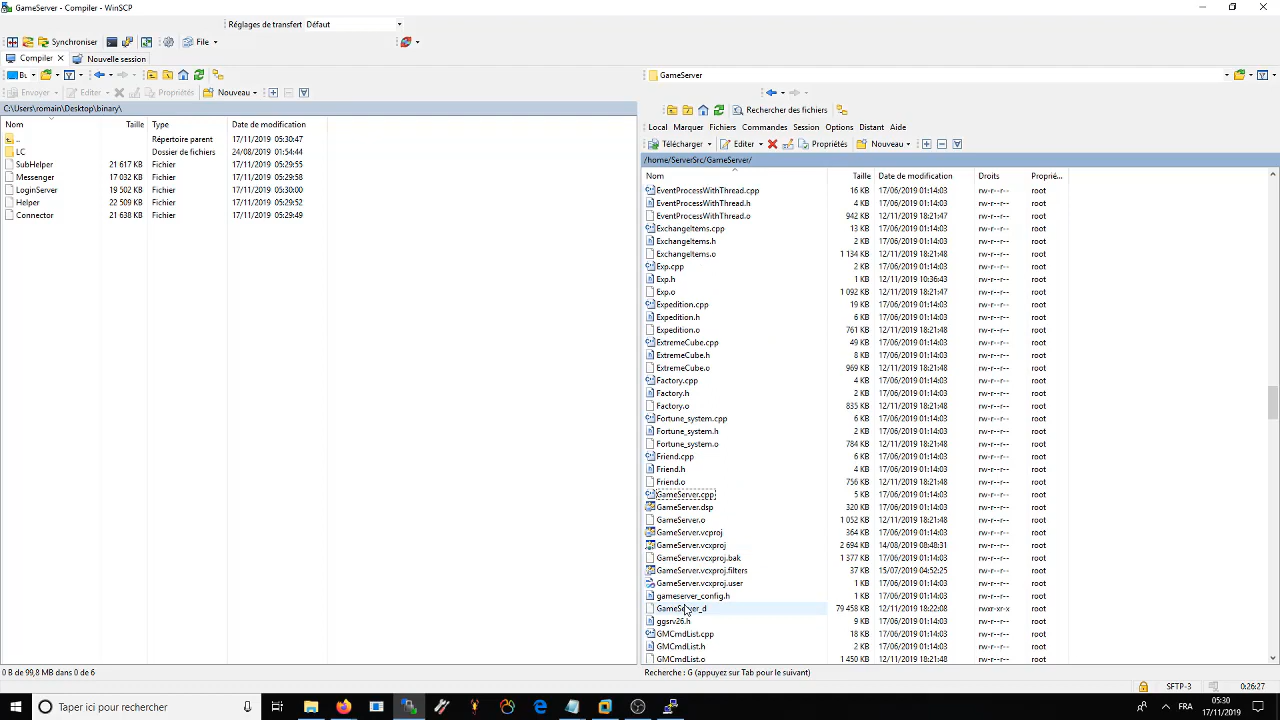 GameServer - Compiler - WinSCP
Réglages de transfert Défaut
Synchroniser File
Compiler Nouvelle session
GameServer
Envoyer Editer Propriétés Nouveau
Rechercher des fichiers
C:\Users\romain\Desktop\binary\
Nom Taille Type Date de modification
.. Répertoire parent 17/11/2019 05:30:47
LC Dossier de fichiers 24/08/2019 01:54:44
SubHelper 21 617 KB Fichier 17/11/2019 05:29:55
Messenger 17 032 KB Fichier 17/11/2019 05:29:58
LoginServer 19 502 KB Fichier 17/11/2019 05:30:00
Helper 22 509 KB Fichier 17/11/2019 05:29:52
Connector 21 638 KB Fichier 17/11/2019 05:29:49
Local Marquer Fichiers Commandes Session Options Distant Aide
Télécharger Editer Propriétés Nouveau
/home/ServerSrc/GameServer/
Nom Taille Date de modification Droits Proprié...
EventProcessWithThread.cpp 16 KB 17/06/2019 01:14:03 rw-r--r-- root
EventProcessWithThread.h 4 KB 17/06/2019 01:14:03 rw-r--r-- root
EventProcessWithThread.o 942 KB 12/11/2019 18:21:47 rw-r--r-- root
ExchangeItems.cpp 13 KB 17/06/2019 01:14:03 rw-r--r-- root
ExchangeItems.h 2 KB 17/06/2019 01:14:03 rw-r--r-- root
ExchangeItems.o 1 134 KB 12/11/2019 18:21:48 rw-r--r-- root
Exp.cpp 2 KB 17/06/2019 01:14:03 rw-r--r-- root
Exp.h 1 KB 12/11/2019 10:36:43 rw-r--r-- root
Exp.o 1 092 KB 12/11/2019 18:21:47 rw-r--r-- root
Expedition.cpp 19 KB 17/06/2019 01:14:03 rw-r--r-- root
Expedition.h 6 KB 17/06/2019 01:14:03 rw-r--r-- root
Expedition.o 761 KB 12/11/2019 18:21:48 rw-r--r-- root
ExtremeCube.cpp 49 KB 17/06/2019 01:14:03 rw-r--r-- root
ExtremeCube.h 8 KB 17/06/2019 01:14:03 rw-r--r-- root
ExtremeCube.o 969 KB 12/11/2019 18:21:48 rw-r--r-- root
Factory.cpp 4 KB 17/06/2019 01:14:03 rw-r--r-- root
Factory.h 2 KB 17/06/2019 01:14:03 rw-r--r-- root
Factory.o 835 KB 12/11/2019 18:21:48 rw-r--r-- root
Fortune_system.cpp 6 KB 17/06/2019 01:14:03 rw-r--r-- root
Fortune_system.h 2 KB 17/06/2019 01:14:03 rw-r--r-- root
Fortune_system.o 784 KB 12/11/2019 18:21:48 rw-r--r-- root
Friend.cpp 6 KB 17/06/2019 01:14:03 rw-r--r-- root
Friend.h 4 KB 17/06/2019 01:14:03 rw-r--r-- root
Friend.o 756 KB 12/11/2019 18:21:48 rw-r--r-- root
GameServer.cpp 5 KB 17/06/2019 01:14:03 rw-r--r-- root
GameServer.dsp 320 KB 17/06/2019 01:14:03 rw-r--r-- root
GameServer.o 1 052 KB 12/11/2019 18:21:48 rw-r--r-- root
GameServer.vcproj 364 KB 17/06/2019 01:14:03 rw-r--r-- root
GameServer.vcxproj 2 694 KB 14/08/2019 08:48:31 rw-r--r-- root
GameServer.vcxproj.bak 1 377 KB 17/06/2019 01:14:03 rw-r--r-- root
GameServer.vcxproj.filters 37 KB 15/07/2019 04:52:25 rw-r--r-- root
GameServer.vcxproj.user 1 KB 17/06/2019 01:14:03 rw-r--r-- root
gameserver_config.h 1 KB 17/06/2019 01:14:03 rw-r--r-- root
GameServer_d 79 458 KB 12/11/2019 18:22:08 rwxr-xr-x root
ggsrv26.h 9 KB 17/06/2019 01:14:03 rw-r--r-- root
GMCmdList.cpp 18 KB 17/06/2019 01:14:03 rw-r--r-- root
GMCmdList.h 2 KB 17/06/2019 01:14:03 rw-r--r-- root
GMCmdList.o 1 450 KB 12/11/2019 18:21:48 rw-r--r-- root
0 B de 99,8 MB dans 0 de 6
Recherche : G (appuyez sur Tab pour le suivant)
SFTP-3 0:26:27
Taper ici pour rechercher
FRA
05:30
17/11/2019